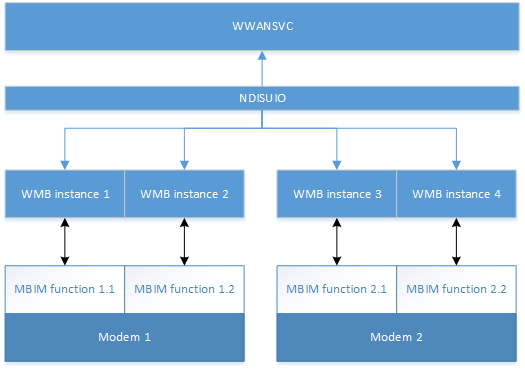 WWANSVC
NDISUIO
WMB instance 1
WMB instance 2
WMB instance 3
WMB instance 4
MBIM function 1.1
MBIM function 1.2
MBIM function 2.1
MBIM function 2.2
Modem 1
Modem 2